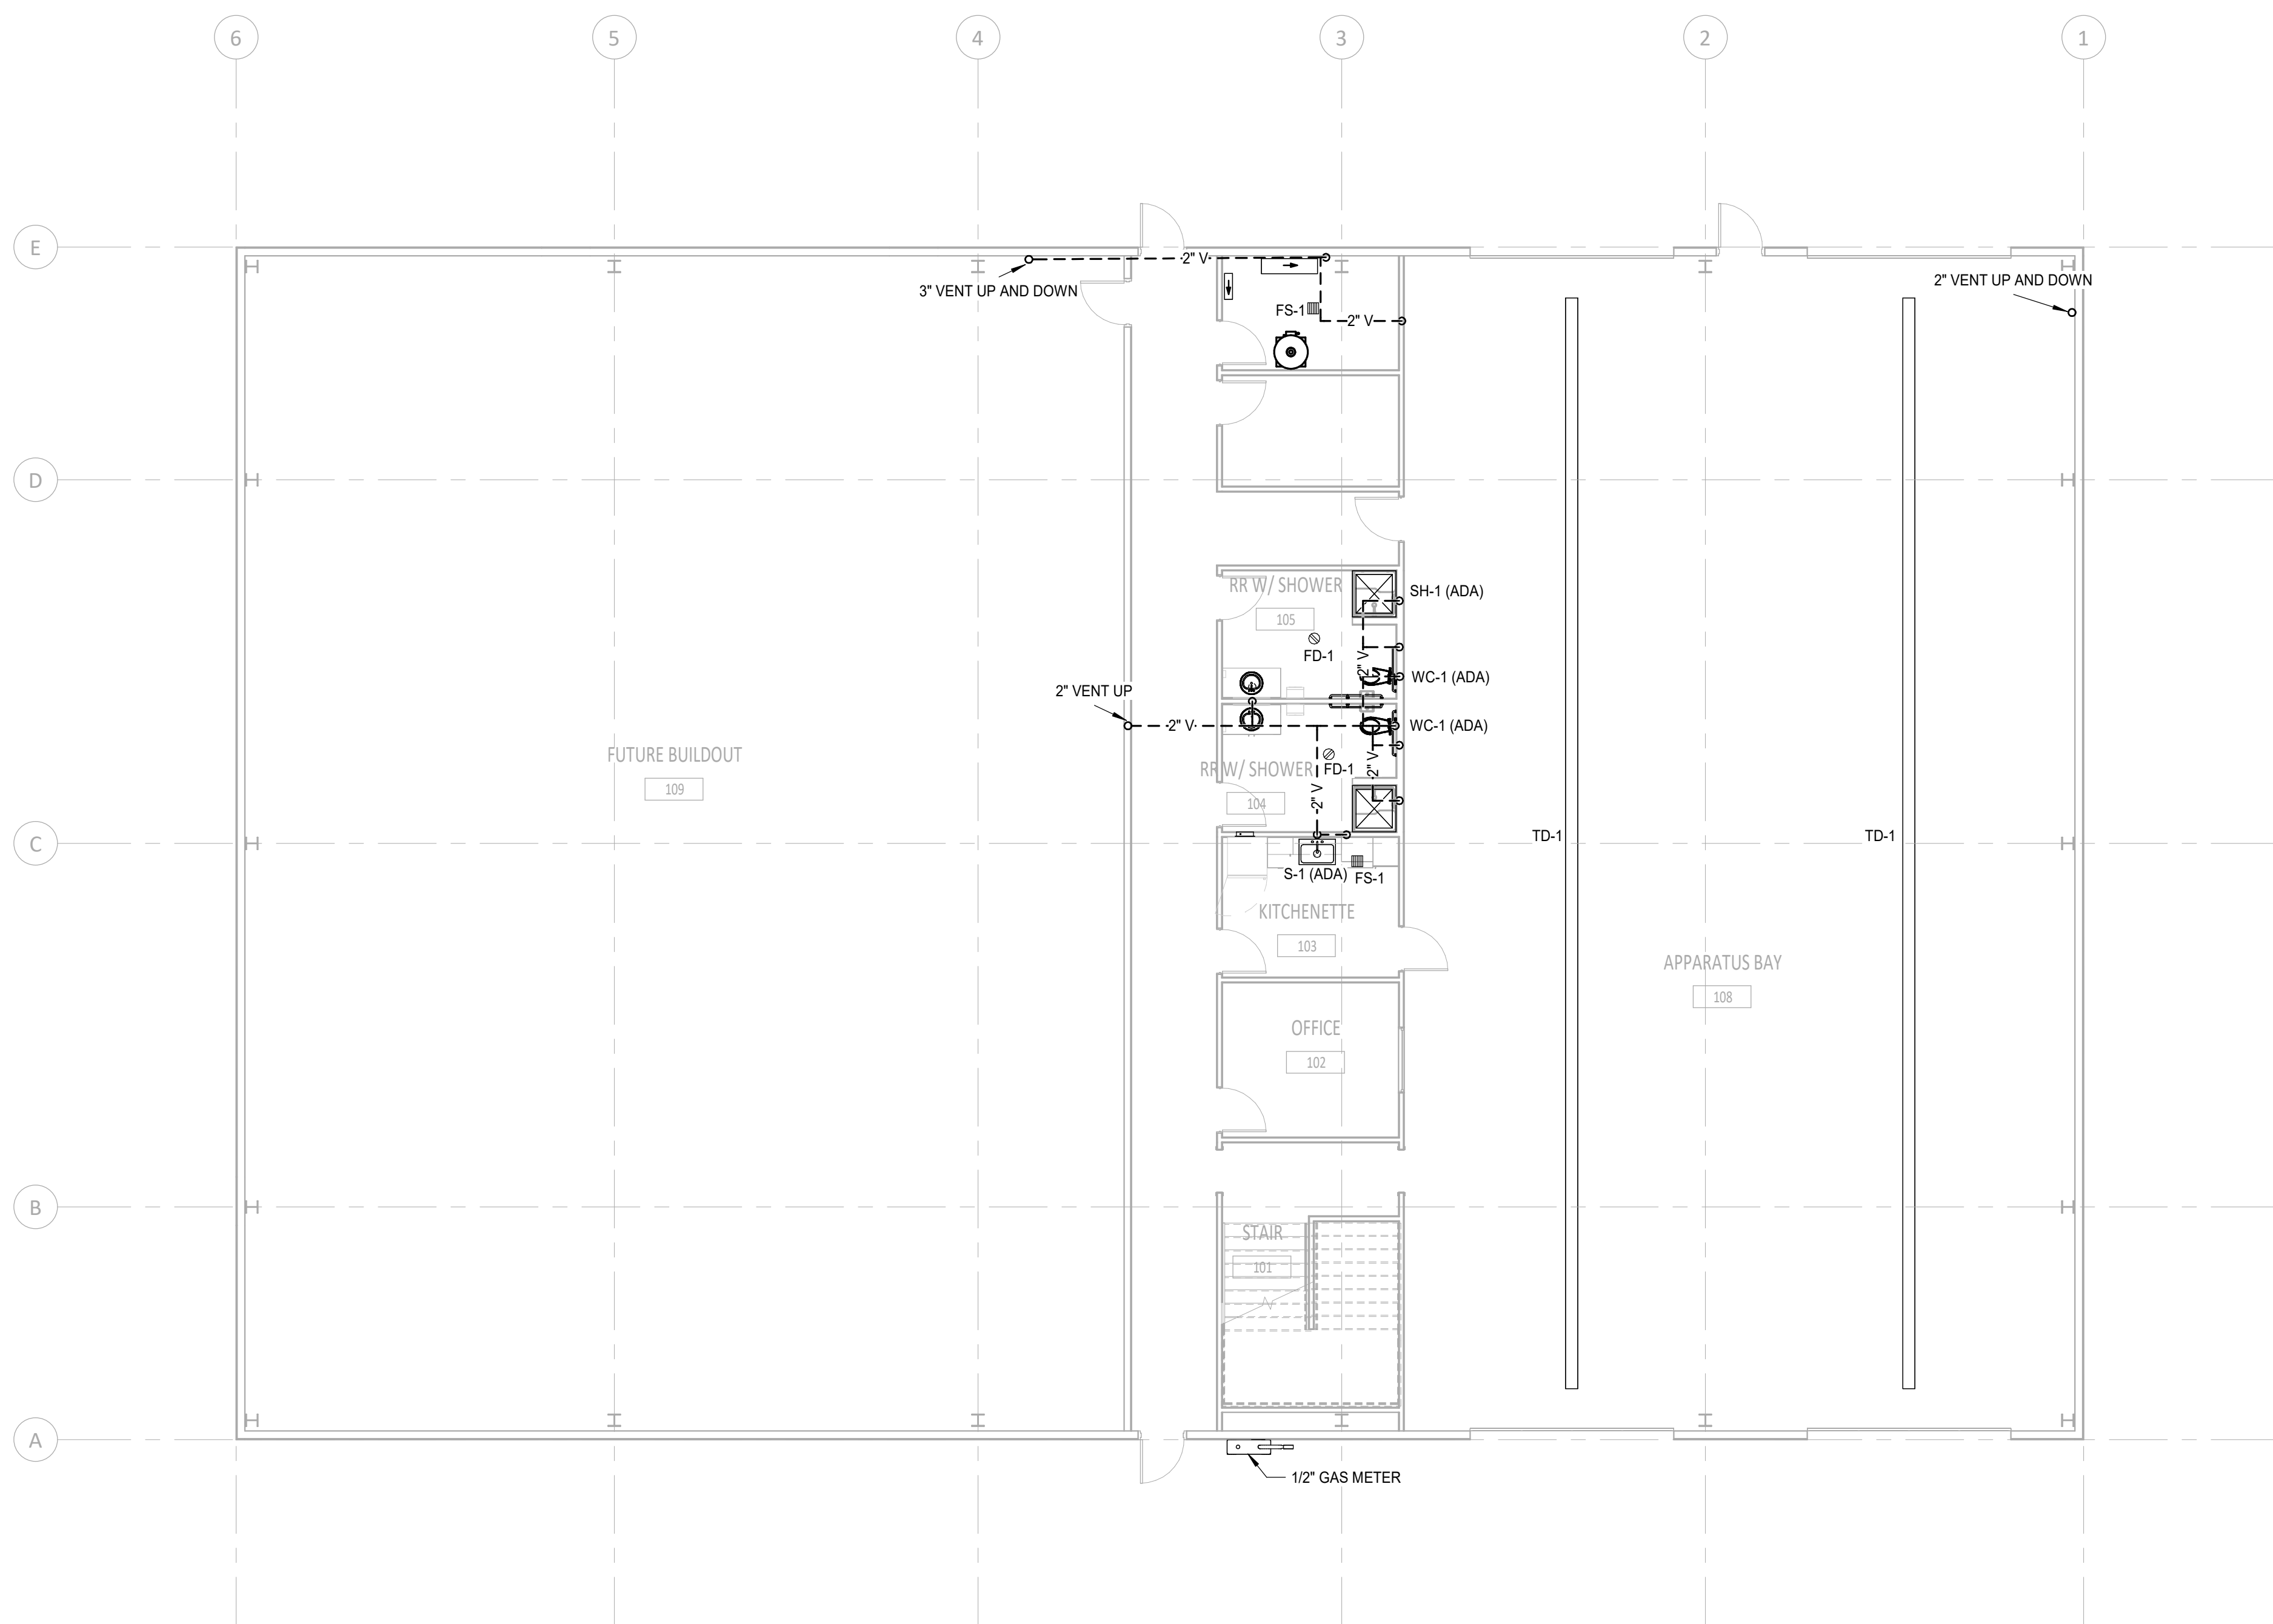 6
5
4
3
2
1
E
2" V
2" VENT UP AND DOWN
3" VENT UP AND DOWN
FS-1
2" V
D
RR W/ SHOWER
SH-1 (ADA)
105
FD-1
2" V
WC-1 (ADA)
2" VENT UP
2" V
WC-1 (ADA)
FUTURE BUILDOUT
RR W/ SHOWER
FD-1
2" V
109
2" V
104
C
TD-1
TD-1
S-1 (ADA)
FS-1
KITCHENETTE
103
APPARATUS BAY
108
OFFICE
102
B
STAIR
101
A
1/2" GAS METER